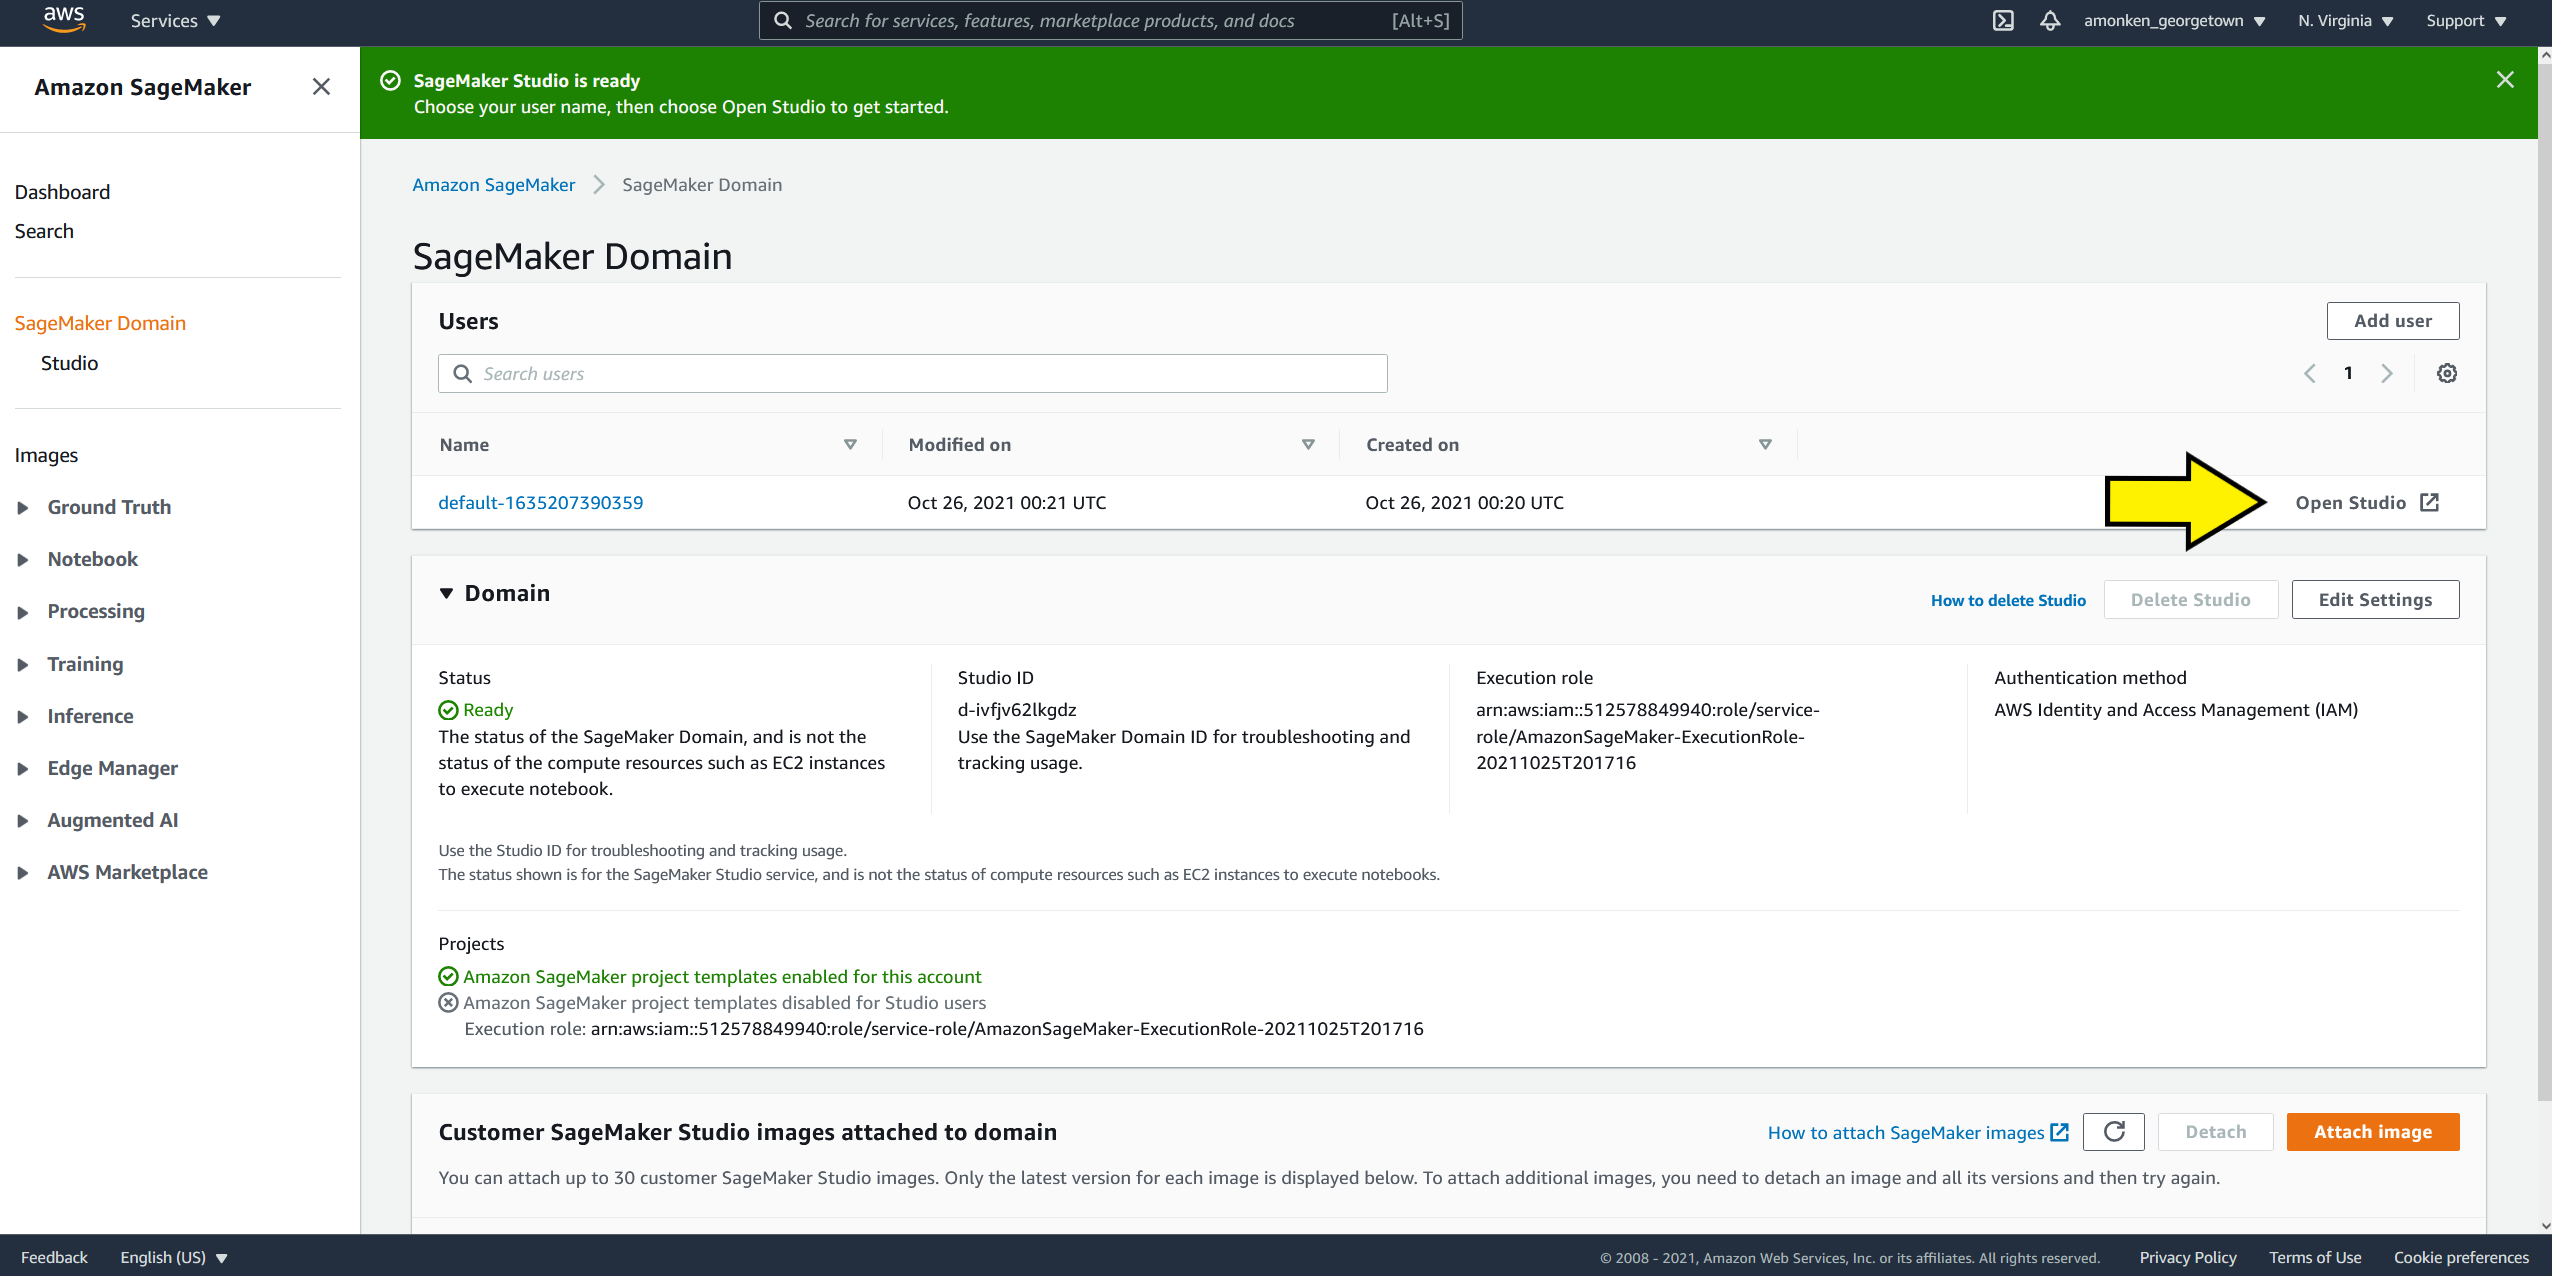 aws
Services
Search for services, features, marketplace products, and docs [Alt+S]
amonken_georgetown
N. Virginia
Support
Amazon SageMaker
SageMaker Studio is ready
Choose your user name, then choose Open Studio to get started.
Dashboard
Search
SageMaker Domain
Studio
Images
Ground Truth
Notebook
Processing
Training
Inference
Edge Manager
Augmented AI
AWS Marketplace
Amazon SageMaker > SageMaker Domain
SageMaker Domain
Users
Add user
Search users
1
Name Modified on Created on
default-1635207390359 Oct 26, 2021 00:21 UTC Oct 26, 2021 00:20 UTC Open Studio
Domain
How to delete Studio Delete Studio Edit Settings
Status
Ready
The status of the SageMaker Domain, and is not the
status of the compute resources such as EC2 instances
to execute notebook.
Studio ID
d-ivfjv62lkgdz
Use the SageMaker Domain ID for troubleshooting and
tracking usage.
Execution role
arn:aws:iam::512578849940:role/service-
role/AmazonSageMaker-ExecutionRole-
20211025T201716
Authentication method
AWS Identity and Access Management (IAM)
Use the Studio ID for troubleshooting and tracking usage.
The status shown is for the SageMaker Studio service, and is not the status of compute resources such as EC2 instances to execute notebooks.
Projects
Amazon SageMaker project templates enabled for this account
Amazon SageMaker project templates disabled for Studio users
Execution role: arn:aws:iam::512578849940:role/service-role/AmazonSageMaker-ExecutionRole-20211025T201716
Customer SageMaker Studio images attached to domain
How to attach SageMaker images Detach Attach image
You can attach up to 30 customer SageMaker Studio images. Only the latest version for each image is displayed below. To attach additional images, you need to detach an image and all its versions and then try again.
Feedback
English (US)
© 2008 - 2021, Amazon Web Services, Inc. or its affiliates. All rights reserved.
Privacy Policy
Terms of Use
Cookie preferences